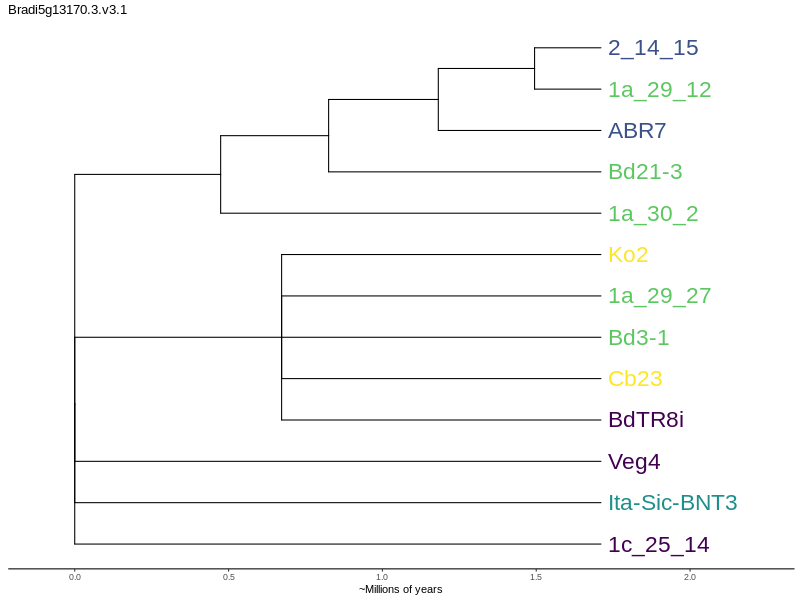 Bradi5g13170.3.v3.1
2_14_15
1a_29_12
ABR7
Bd21-3
1a_30_2
Ko2
1a_29_27
Bd3-1
Cb23
BdTR8i
Veg4
Ita-Sic-BNT3
1c_25_14
0.0 0.5 1.0 1.5 2.0
~Millions of years